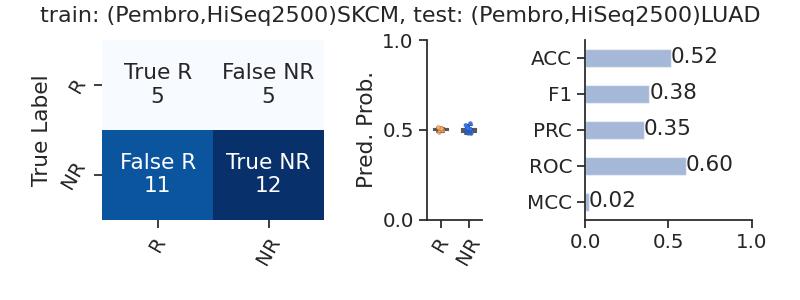 train: (Pembro,HiSeq2500)SKCM, test: (Pembro,HiSeq2500)LUAD
True Label
R
NR
True R
5
False NR
5
False R
11
True NR
12
R
NR
Pred. Prob.
1.0
0.5
0.0
R
NR
ACC
0.52
F1
0.38
PRC
0.35
ROC
0.60
MCC
0.02
0.0
0.5
1.0